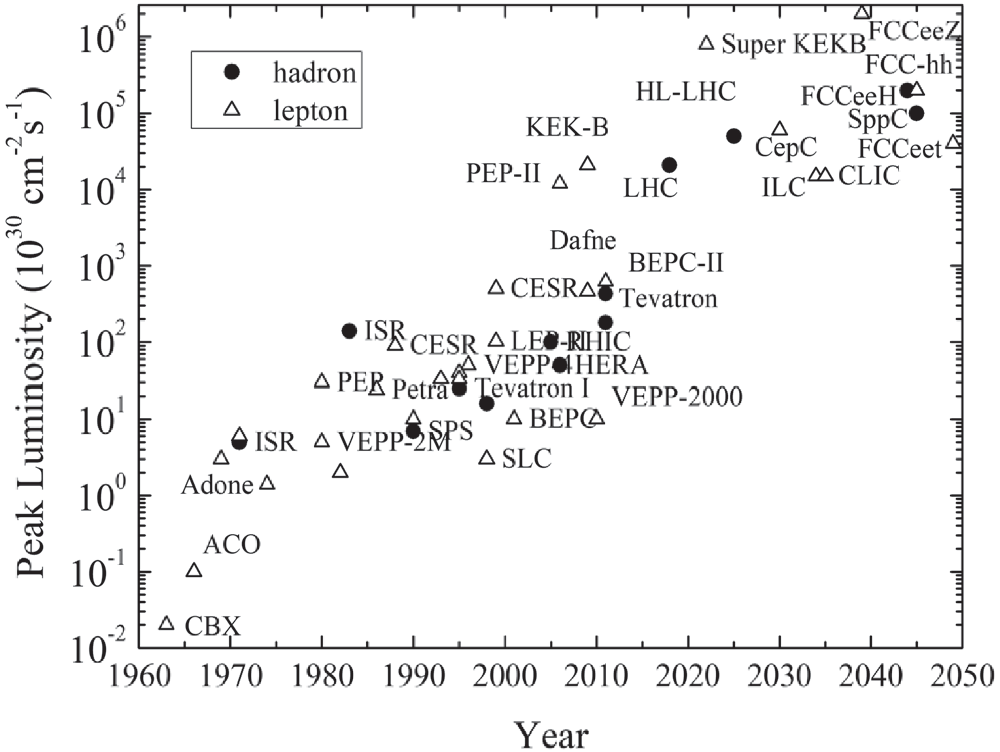 Peak Luminosity (10^30 cm^-2 s^-1)
10^6
10^5
10^4
10^3
10^2
10^1
10^0
10^-1
10^-2
hadron
lepton
FCCeeZ
Super KEKB
FCC-hh
HL-LHC
FCCeeH
SppC
KEK-B
CepC
FCCeet
PEP-II
LHC
ILC
CLIC
Dafne
BEPC-II
CESR
Tevatron
ISR
CESR
LEP-II
RHIC
VEPP-4
HERA
PEP
Petra
Tevatron I
VEPP-2000
BEPC
SPS
ISR
VEPP-2M
SLC
Adone
ACO
CBX
1960 1970 1980 1990 2000 2010 2020 2030 2040 2050
Year